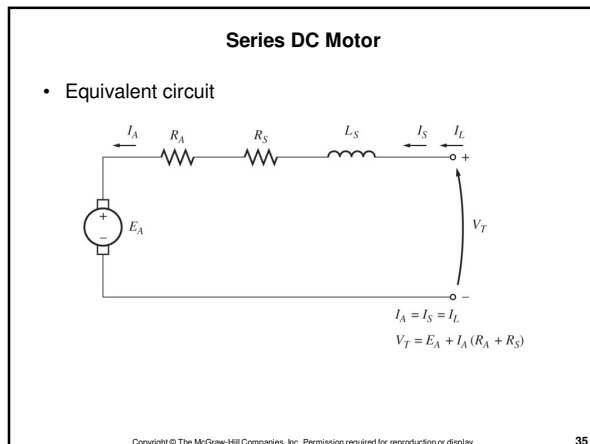 Series DC Motor
• Equivalent circuit
I_A R_A R_S L_S I_S I_L
+
+
–
E_A
V_T
–
I_A = I_S = I_L
V_T = E_A + I_A (R_A + R_S)
Copyright © The McGraw-Hill Companies, Inc. Permission required for reproduction or display. 35